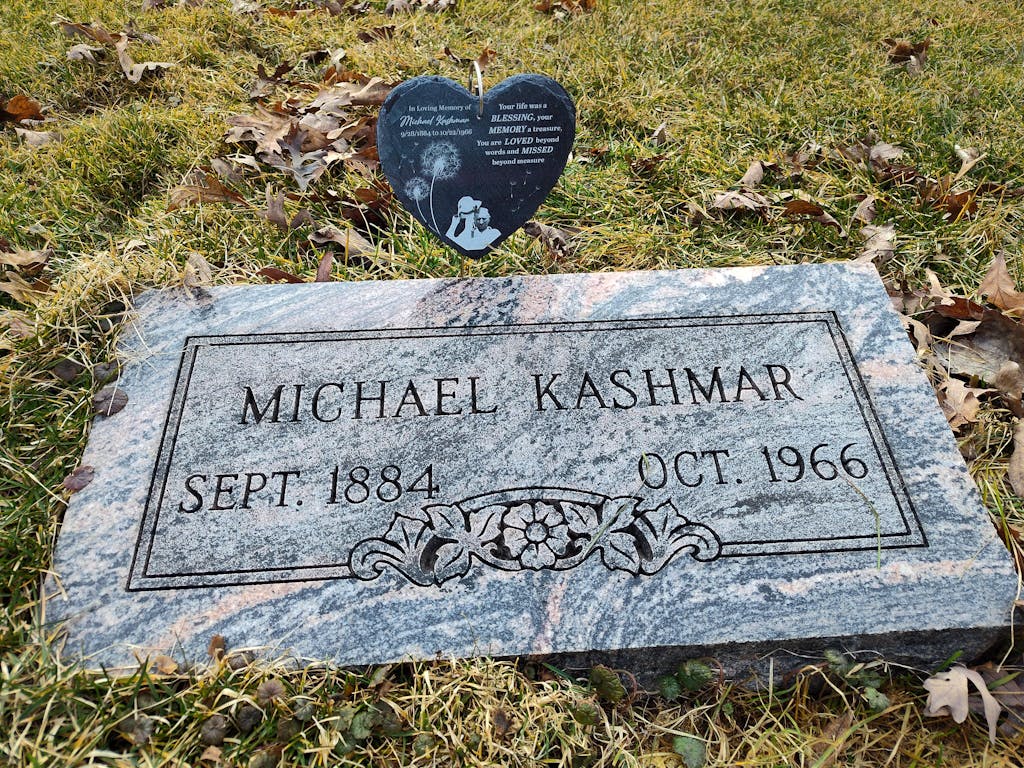 In Loving Memory of
Michael Kashmar
9/28/1884 to 10/22/1966
Your life was a
BLESSING, your
MEMORY a treasure,
You are LOVED beyond
words and MISSED
beyond measure
MICHAEL KASHMAR
SEPT. 1884 OCT. 1966